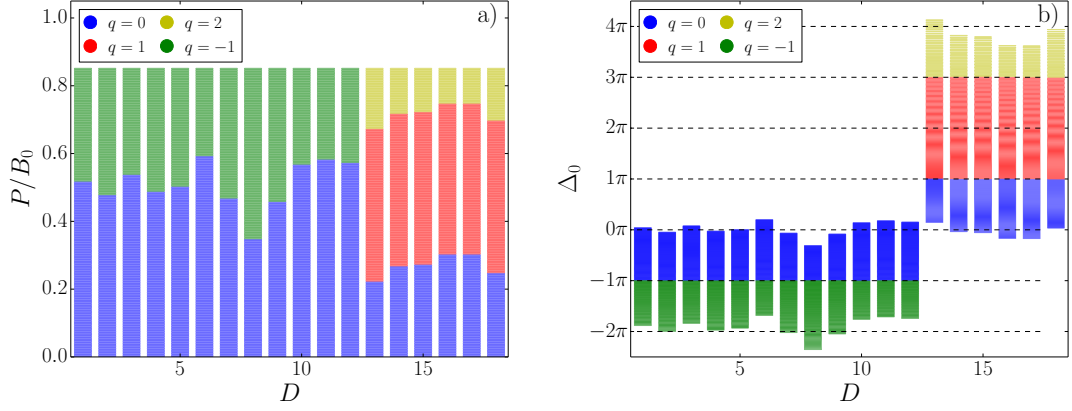 a)
q = 0 q = 2
q = 1 q = −1
1.0
0.8
0.6
0.4
0.2
0.0
P/B₀
5 10 15
D
b)
q = 0 q = 2
q = 1 q = −1
4π
3π
2π
1π
0π
−1π
−2π
Δ₀
5 10 15
D